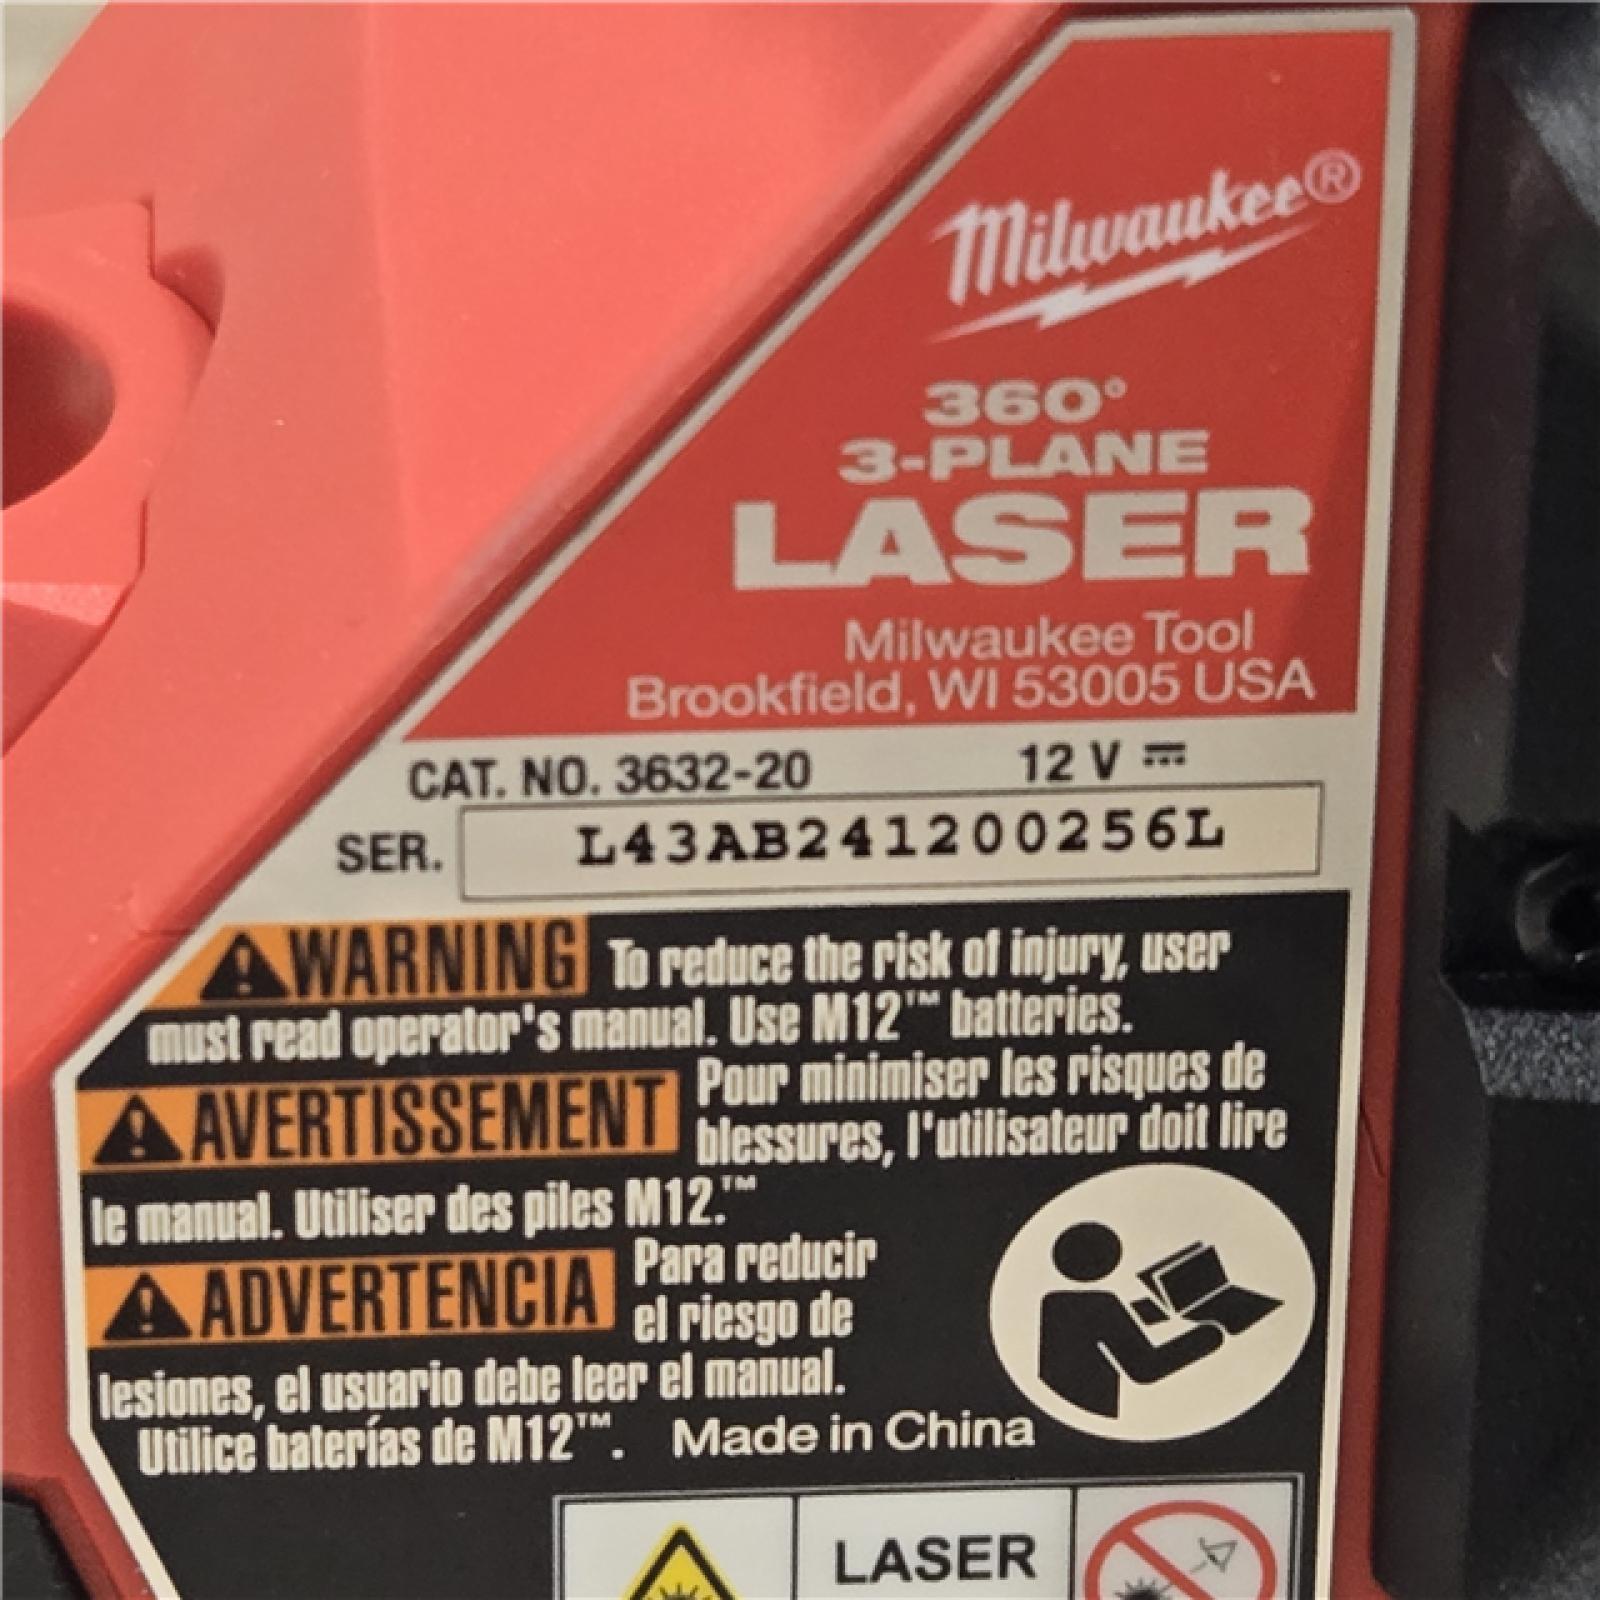 Milwaukee®
360°
3-PLANE
LASER
Milwaukee Tool
Brookfield, WI 53005 USA
CAT. NO. 3632-20 12 V ⎓
SER. L43AB241200256L
WARNING To reduce the risk of injury, user
must read operator's manual. Use M12™ batteries.
AVERTISSEMENT Pour minimiser les risques de
blessures, l'utilisateur doit lire
le manual. Utiliser des piles M12.™
ADVERTENCIA Para reducir
el riesgo de
lesiones, el usuario debe leer el manual.
Utilice baterías de M12™. Made in China
LASER